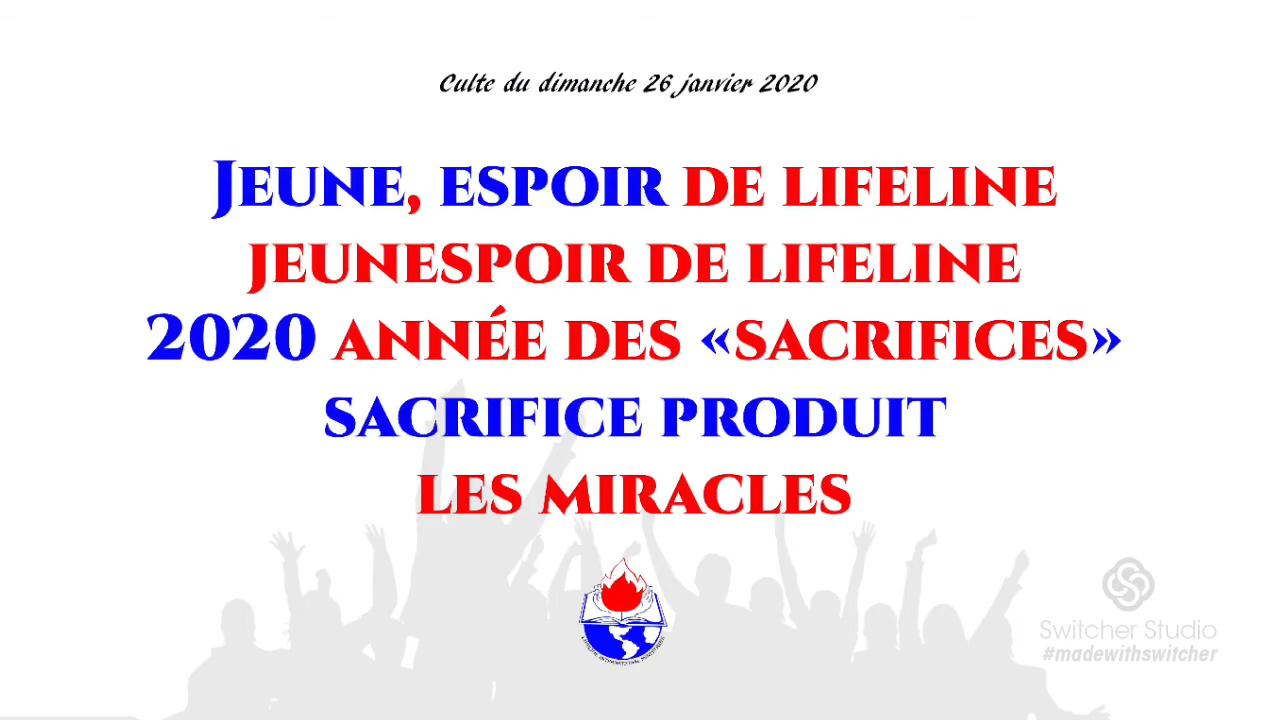 Culte du dimanche 26 janvier 2020
Jeune, espoir de lifeline
jeunespoir de lifeline
2020 année des «sacrifices»
sacrifice produit
les miracles
Switcher Studio
#madewithswitcher